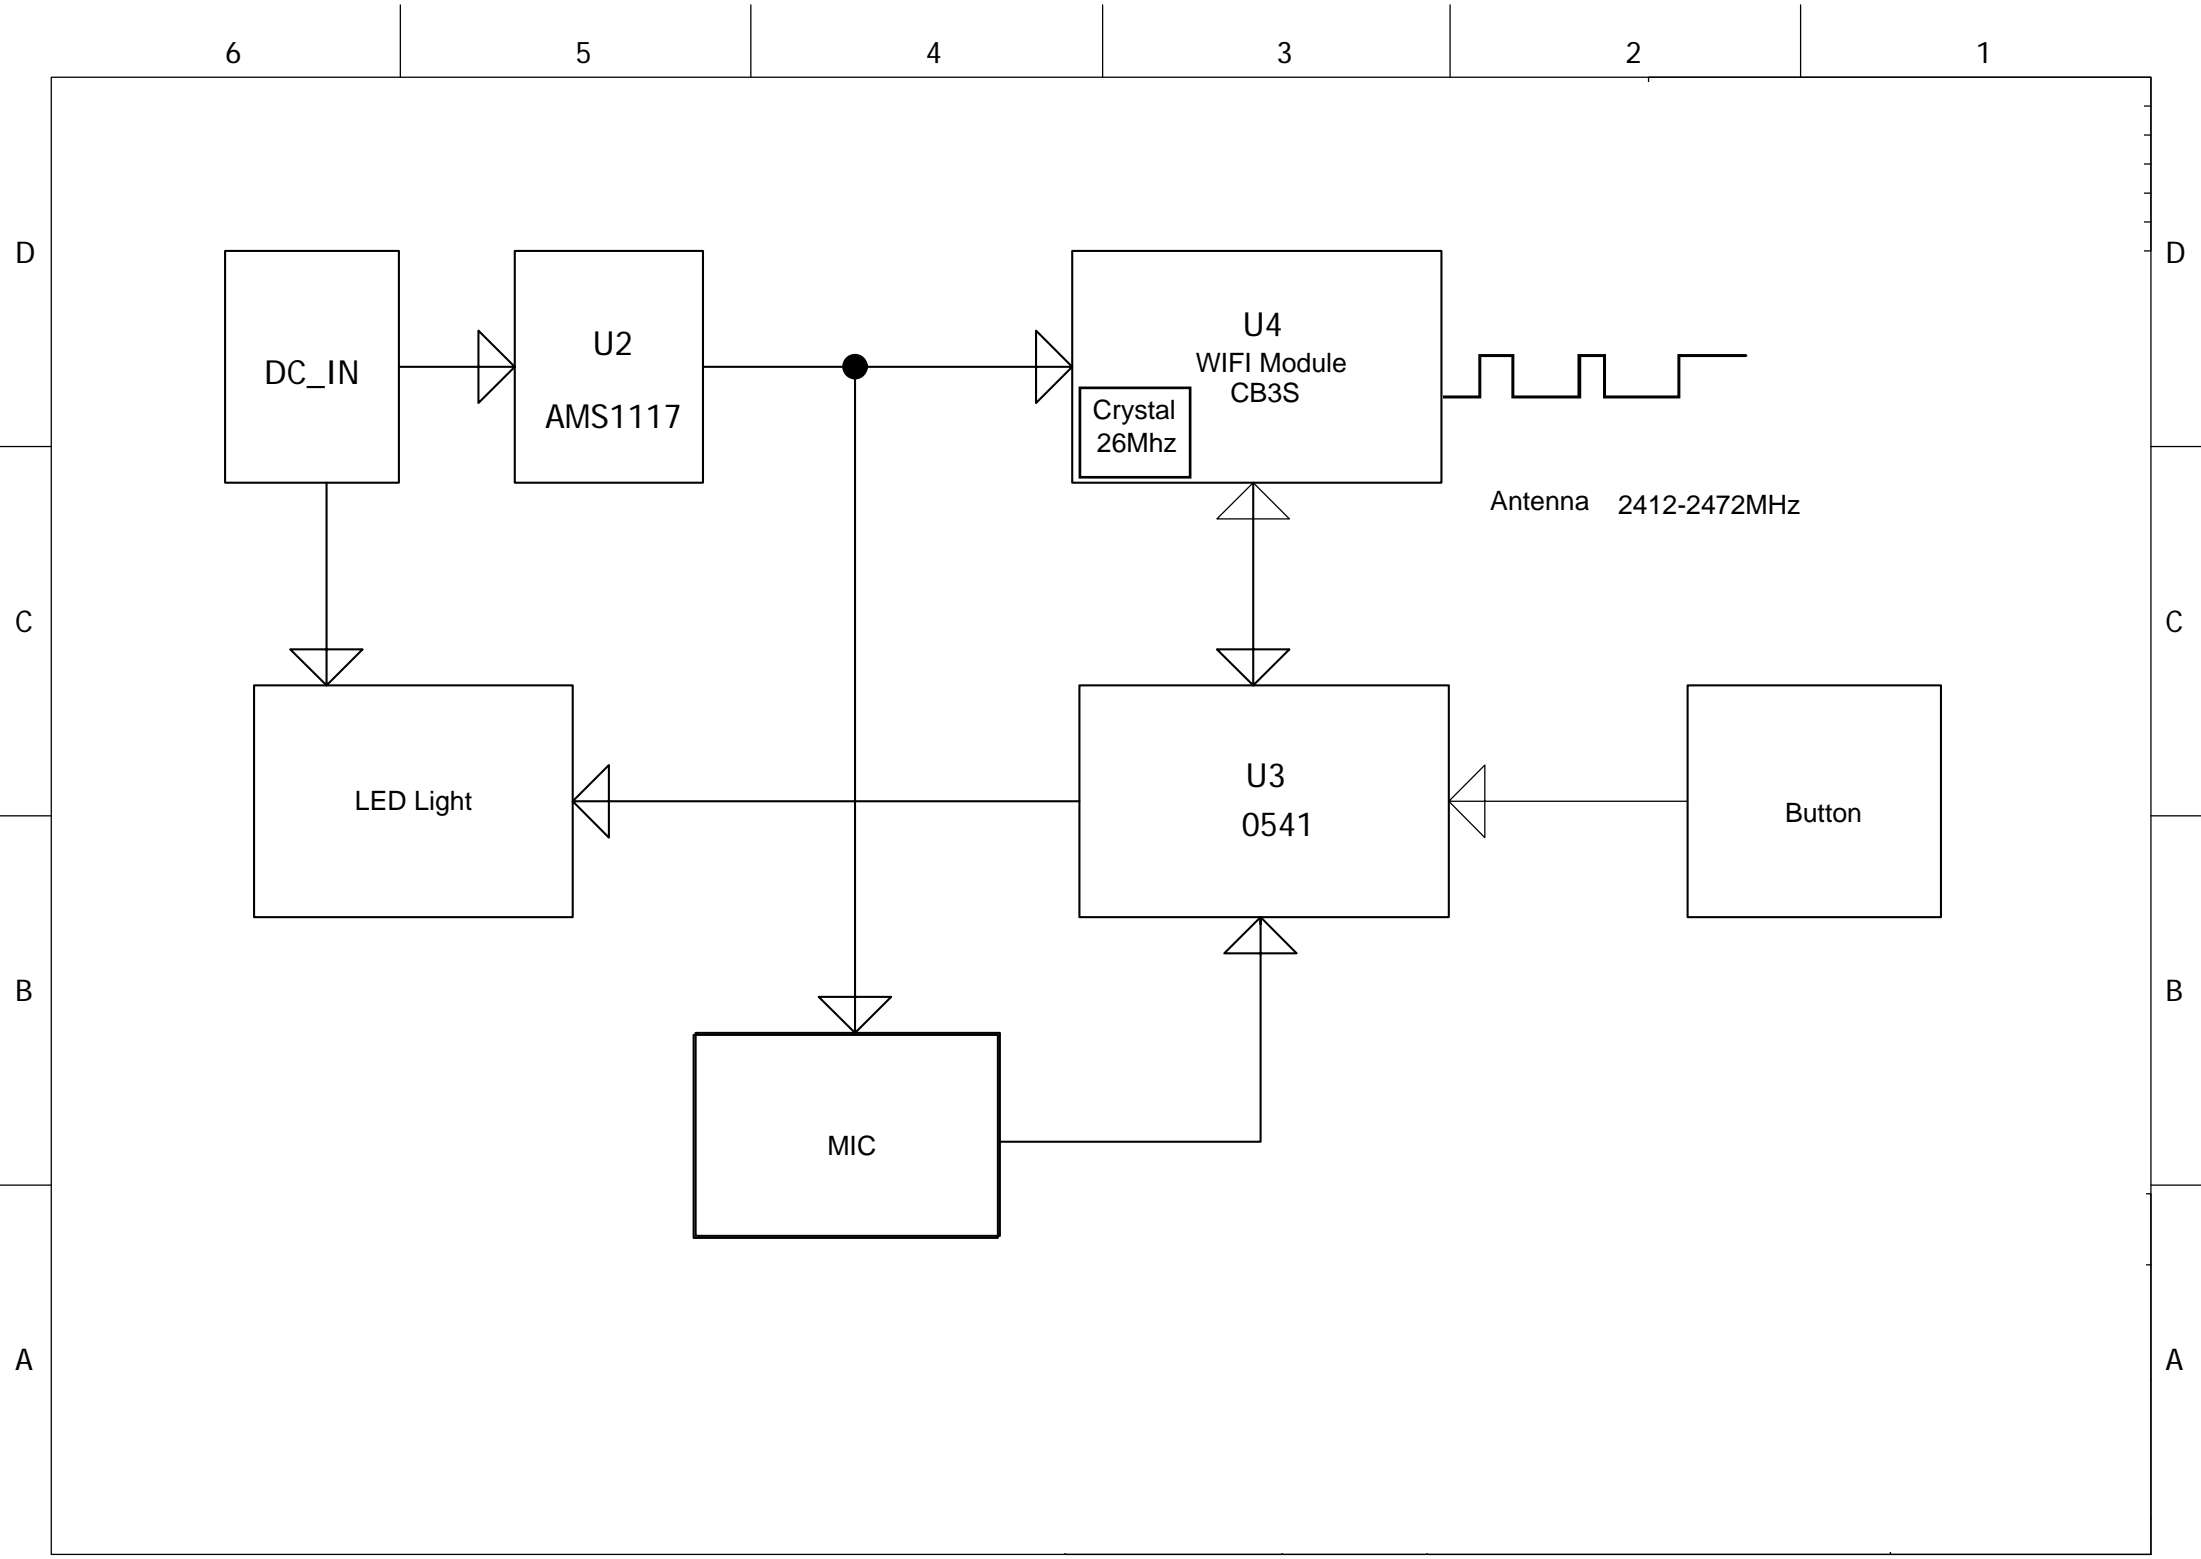 6 5 4 3 2 1
D D
DC_IN
U2
AMS1117
U4
WIFI Module
CB3S
Crystal
26Mhz
Antenna 2412-2472MHz
C C
LED Light
U3
0541
Button
B B
MIC
A A